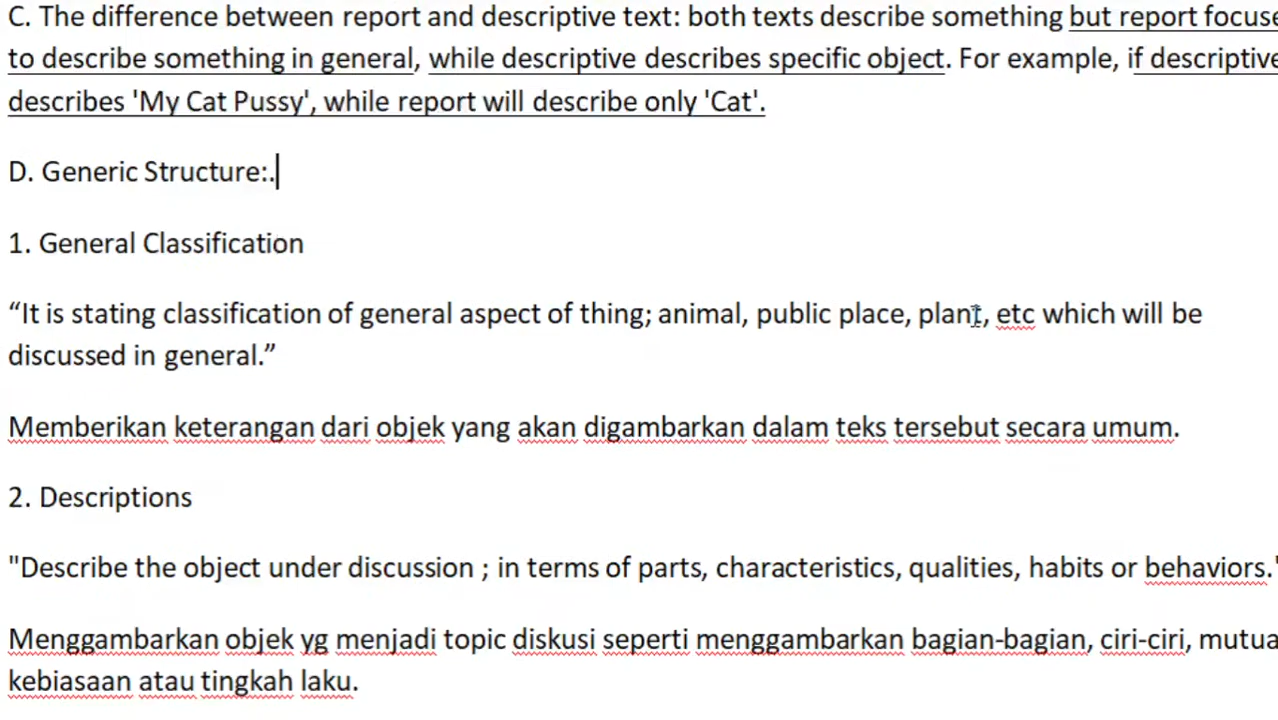 C. The difference between report and descriptive text: both texts describe something but report focuse
to describe something in general, while descriptive describes specific object. For example, if descriptive
describes 'My Cat Pussy', while report will describe only 'Cat'.
D. Generic Structure:.
1. General Classification
“It is stating classification of general aspect of thing; animal, public place, plant, etc which will be
discussed in general.”
Memberikan keterangan dari objek yang akan digambarkan dalam teks tersebut secara umum.
2. Descriptions
"Describe the object under discussion ; in terms of parts, characteristics, qualities, habits or behaviors."
Menggambarkan objek yg menjadi topic diskusi seperti menggambarkan bagian-bagian, ciri-ciri, mutua
kebiasaan atau tingkah laku.